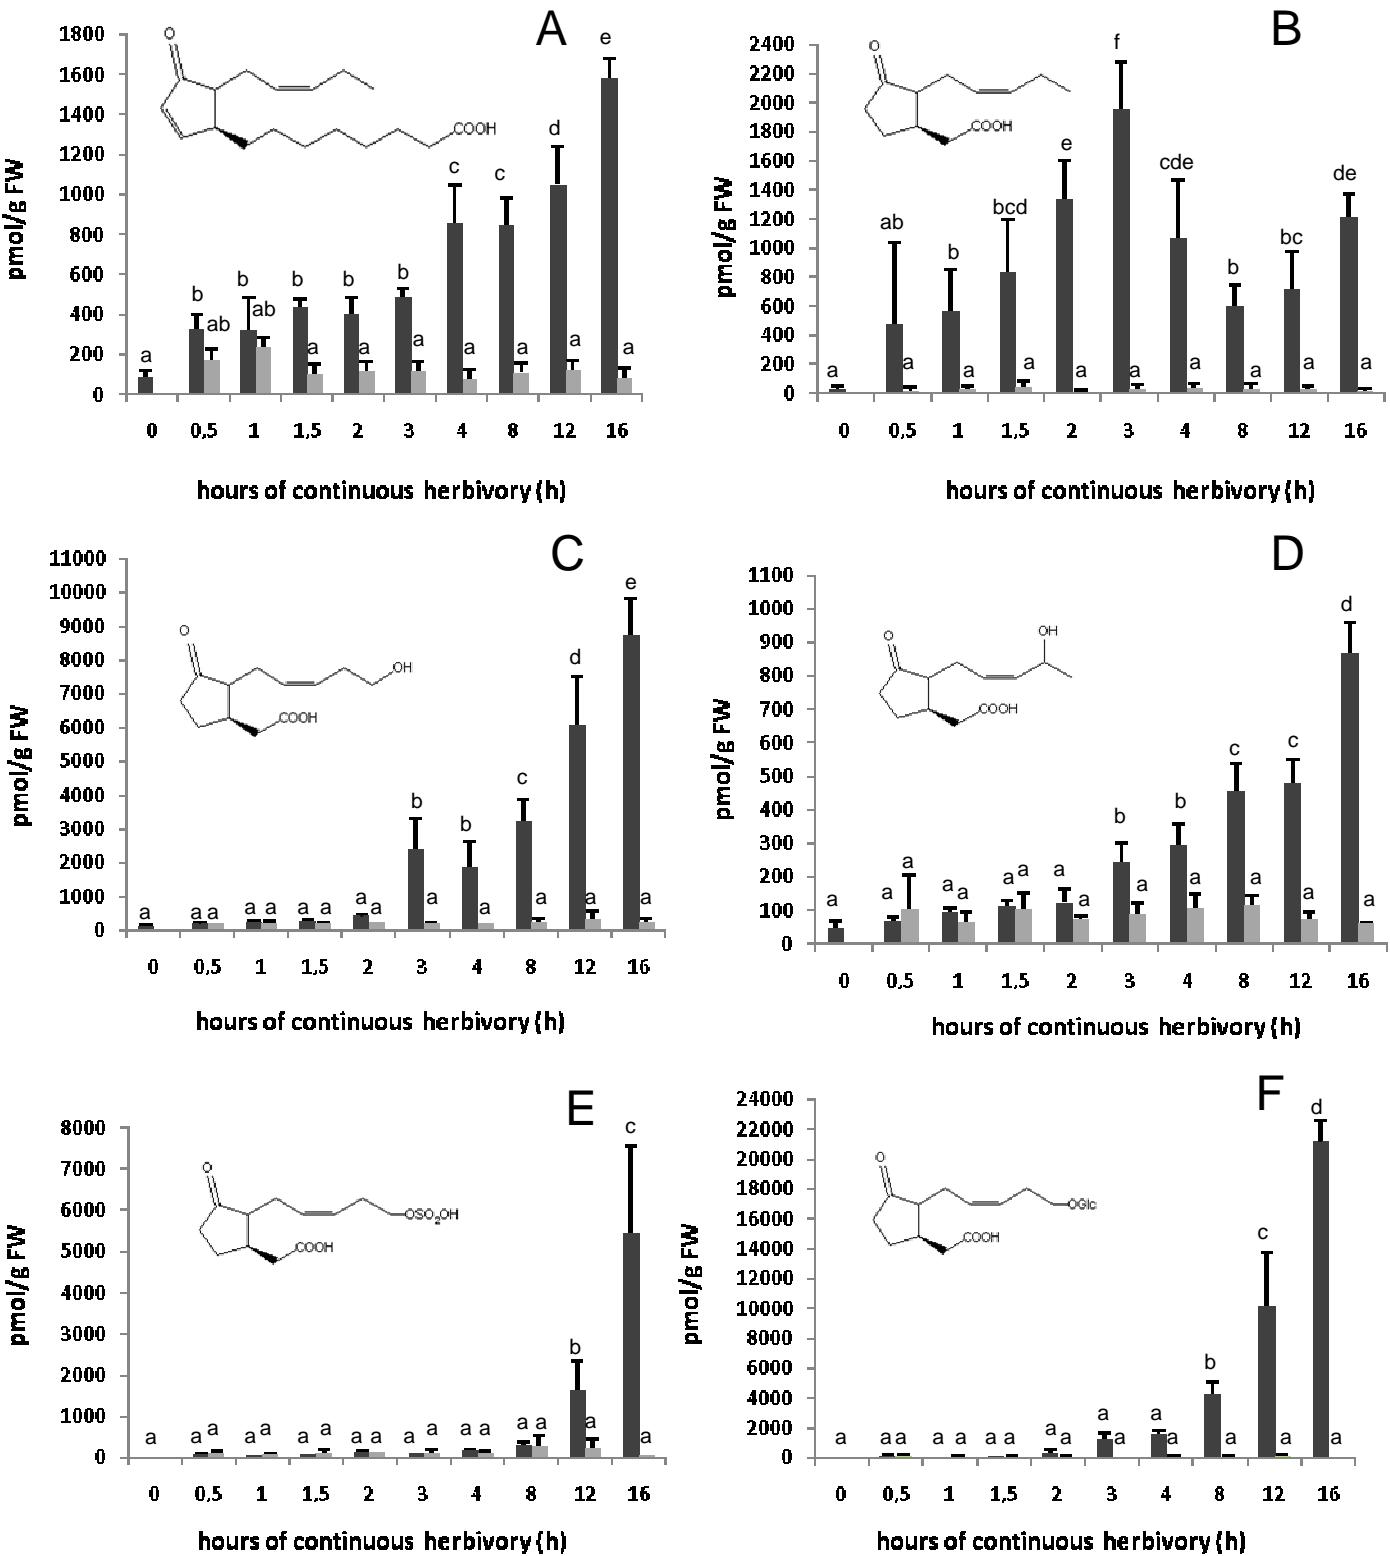 A
pmol/g FW
1800
1600
1400
1200
1000
800
600
400
200
0
O
COOH
a b ab b ab b a b a b a c a c a d a e a
0 0,5 1 1,5 2 3 4 8 12 16
hours of continuous herbivory (h)
B
pmol/g FW
2400
2200
2000
1800
1600
1400
1200
1000
800
600
400
200
0
O
COOH
a ab a b a bcd a e a f a cde a b a bc a de a
0 0,5 1 1,5 2 3 4 8 12 16
hours of continuous herbivory (h)
C
pmol/g FW
11000
10000
9000
8000
7000
6000
5000
4000
3000
2000
1000
0
O
OH
COOH
a a a a a a a a a b a b a c a d a e a
0 0,5 1 1,5 2 3 4 8 12 16
hours of continuous herbivory (h)
D
pmol/g FW
1100
1000
900
800
700
600
500
400
300
200
100
0
O
OH
COOH
a a a a a a a a a b a b a c a c a d a
0 0,5 1 1,5 2 3 4 8 12 16
hours of continuous herbivory (h)
E
pmol/g FW
8000
7000
6000
5000
4000
3000
2000
1000
0
O
OSO2OH
COOH
a a a a a a a a a a a a a a a b a c a
0 0,5 1 1,5 2 3 4 8 12 16
hours of continuous herbivory (h)
F
pmol/g FW
24000
22000
20000
18000
16000
14000
12000
10000
8000
6000
4000
2000
0
O
OGlc
COOH
a a a a a a a a a a a a a b a c a d a
0 0,5 1 1,5 2 3 4 8 12 16
hours of continuous herbivory (h)